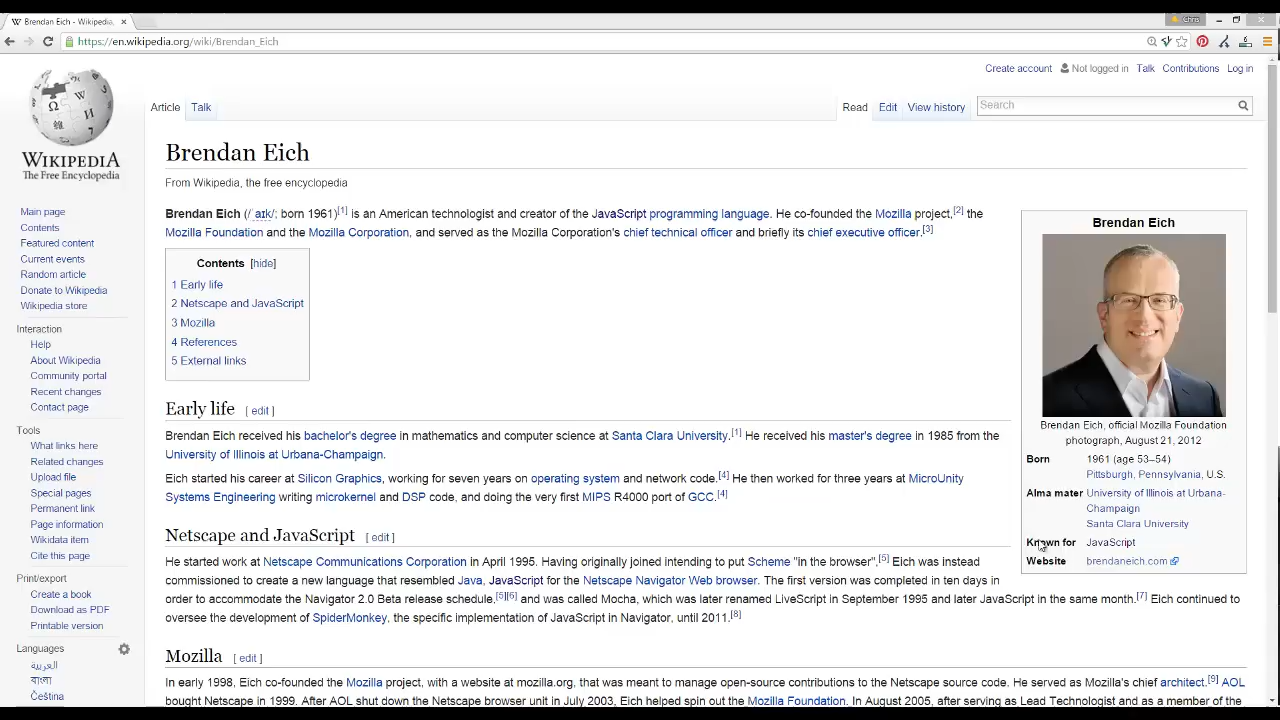 Brendan Eich - Wikipedia,
Chris
https://en.wikipedia.org/wiki/Brendan_Eich
Create account Not logged in Talk Contributions Log in
Article Talk Read Edit View history Search
WIKIPEDIA
The Free Encyclopedia
Main page
Contents
Featured content
Current events
Random article
Donate to Wikipedia
Wikipedia store
Interaction
Help
About Wikipedia
Community portal
Recent changes
Contact page
Tools
What links here
Related changes
Upload file
Special pages
Permanent link
Page information
Wikidata item
Cite this page
Print/export
Create a book
Download as PDF
Printable version
Languages
العربية
বাংলা
Čeština
Brendan Eich
From Wikipedia, the free encyclopedia
Brendan Eich (/ˈaɪk/; born 1961)[1] is an American technologist and creator of the JavaScript programming language. He co-founded the Mozilla project,[2] the
Mozilla Foundation and the Mozilla Corporation, and served as the Mozilla Corporation's chief technical officer and briefly its chief executive officer.[3]
Contents [hide]
1 Early life
2 Netscape and JavaScript
3 Mozilla
4 References
5 External links
Early life [ edit ]
Brendan Eich received his bachelor's degree in mathematics and computer science at Santa Clara University.[1] He received his master's degree in 1985 from the
University of Illinois at Urbana-Champaign.
Eich started his career at Silicon Graphics, working for seven years on operating system and network code.[4] He then worked for three years at MicroUnity
Systems Engineering writing microkernel and DSP code, and doing the very first MIPS R4000 port of GCC.[4]
Netscape and JavaScript [ edit ]
He started work at Netscape Communications Corporation in April 1995. Having originally joined intending to put Scheme "in the browser",[5] Eich was instead
commissioned to create a new language that resembled Java, JavaScript for the Netscape Navigator Web browser. The first version was completed in ten days in
order to accommodate the Navigator 2.0 Beta release schedule,[5][6] and was called Mocha, which was later renamed LiveScript in September 1995 and later JavaScript in the same month.[7] Eich continued to
oversee the development of SpiderMonkey, the specific implementation of JavaScript in Navigator, until 2011.[8]
Mozilla [ edit ]
In early 1998, Eich co-founded the Mozilla project, with a website at mozilla.org, that was meant to manage open-source contributions to the Netscape source code. He served as Mozilla's chief architect.[9] AOL
bought Netscape in 1999. After AOL shut down the Netscape browser unit in July 2003, Eich helped spin out the Mozilla Foundation. In August 2005, after serving as Lead Technologist and as a member of the
Brendan Eich
Brendan Eich, official Mozilla Foundation
photograph, August 21, 2012
Born 1961 (age 53–54)
Pittsburgh, Pennsylvania, U.S.
Alma mater University of Illinois at Urbana-
Champaign
Santa Clara University
Known for JavaScript
Website brendaneich.com